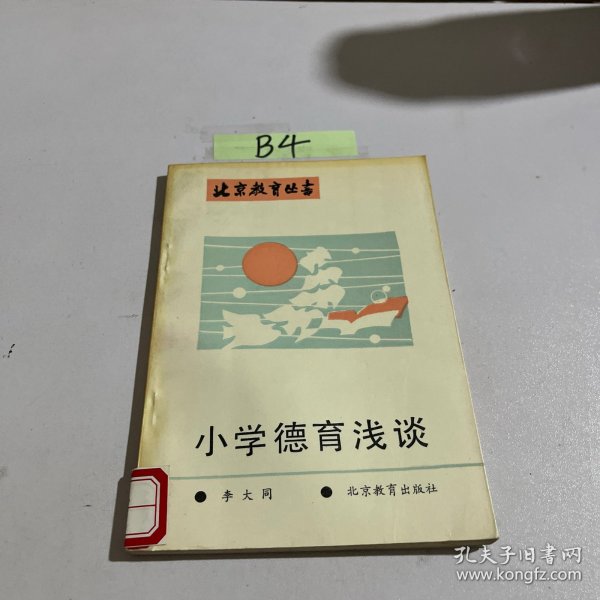 B4
北京教育丛书
小学德育浅谈
● 李大同 ● 北京教育出版社
孔夫子旧书网
www.kongfz.com